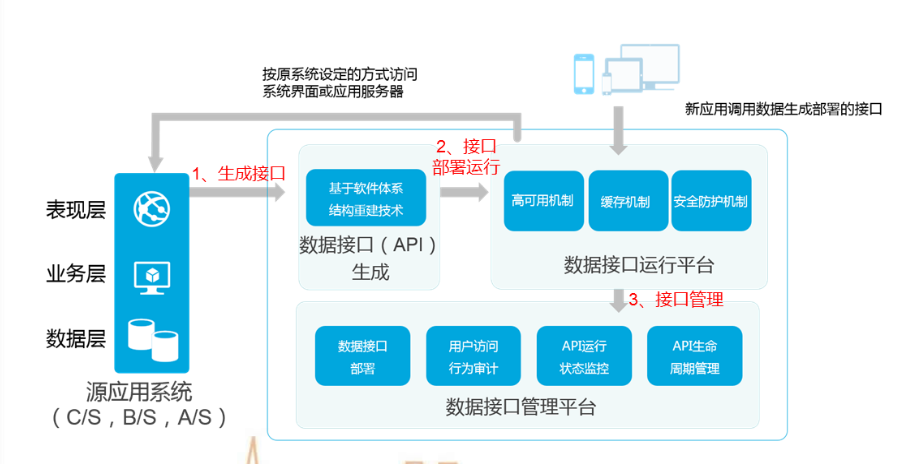 按原系统设定的方式访问
系统界面或应用服务器
新应用调用数据生成部署的接口
1、生成接口
2、接口
部署运行
表现层
业务层
数据层
源应用系统
（C/S，B/S，A/S）
基于软件体系
结构重建技术
数据接口（API）
生成
高可用机制
缓存机制
安全防护机制
数据接口运行平台
3、接口管理
数据接口
部署
用户访问
行为审计
API运行
状态监控
API生命
周期管理
数据接口管理平台